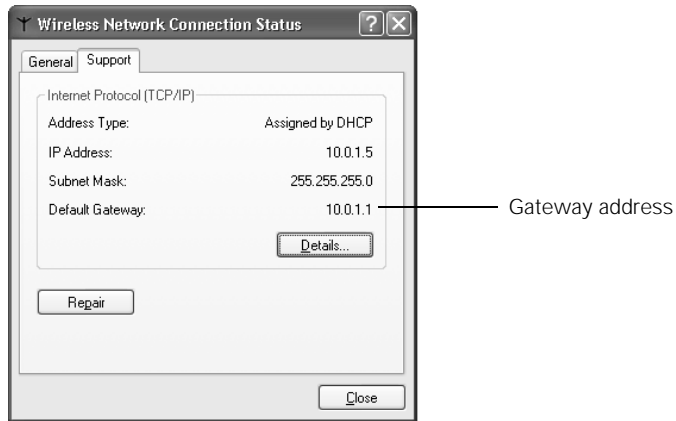 Wireless Network Connection Status
General Support
Internet Protocol (TCP/IP)
Address Type: Assigned by DHCP
IP Address: 10.0.1.5
Subnet Mask: 255.255.255.0
Default Gateway: 10.0.1.1
Gateway address
Details...
Repair
Close